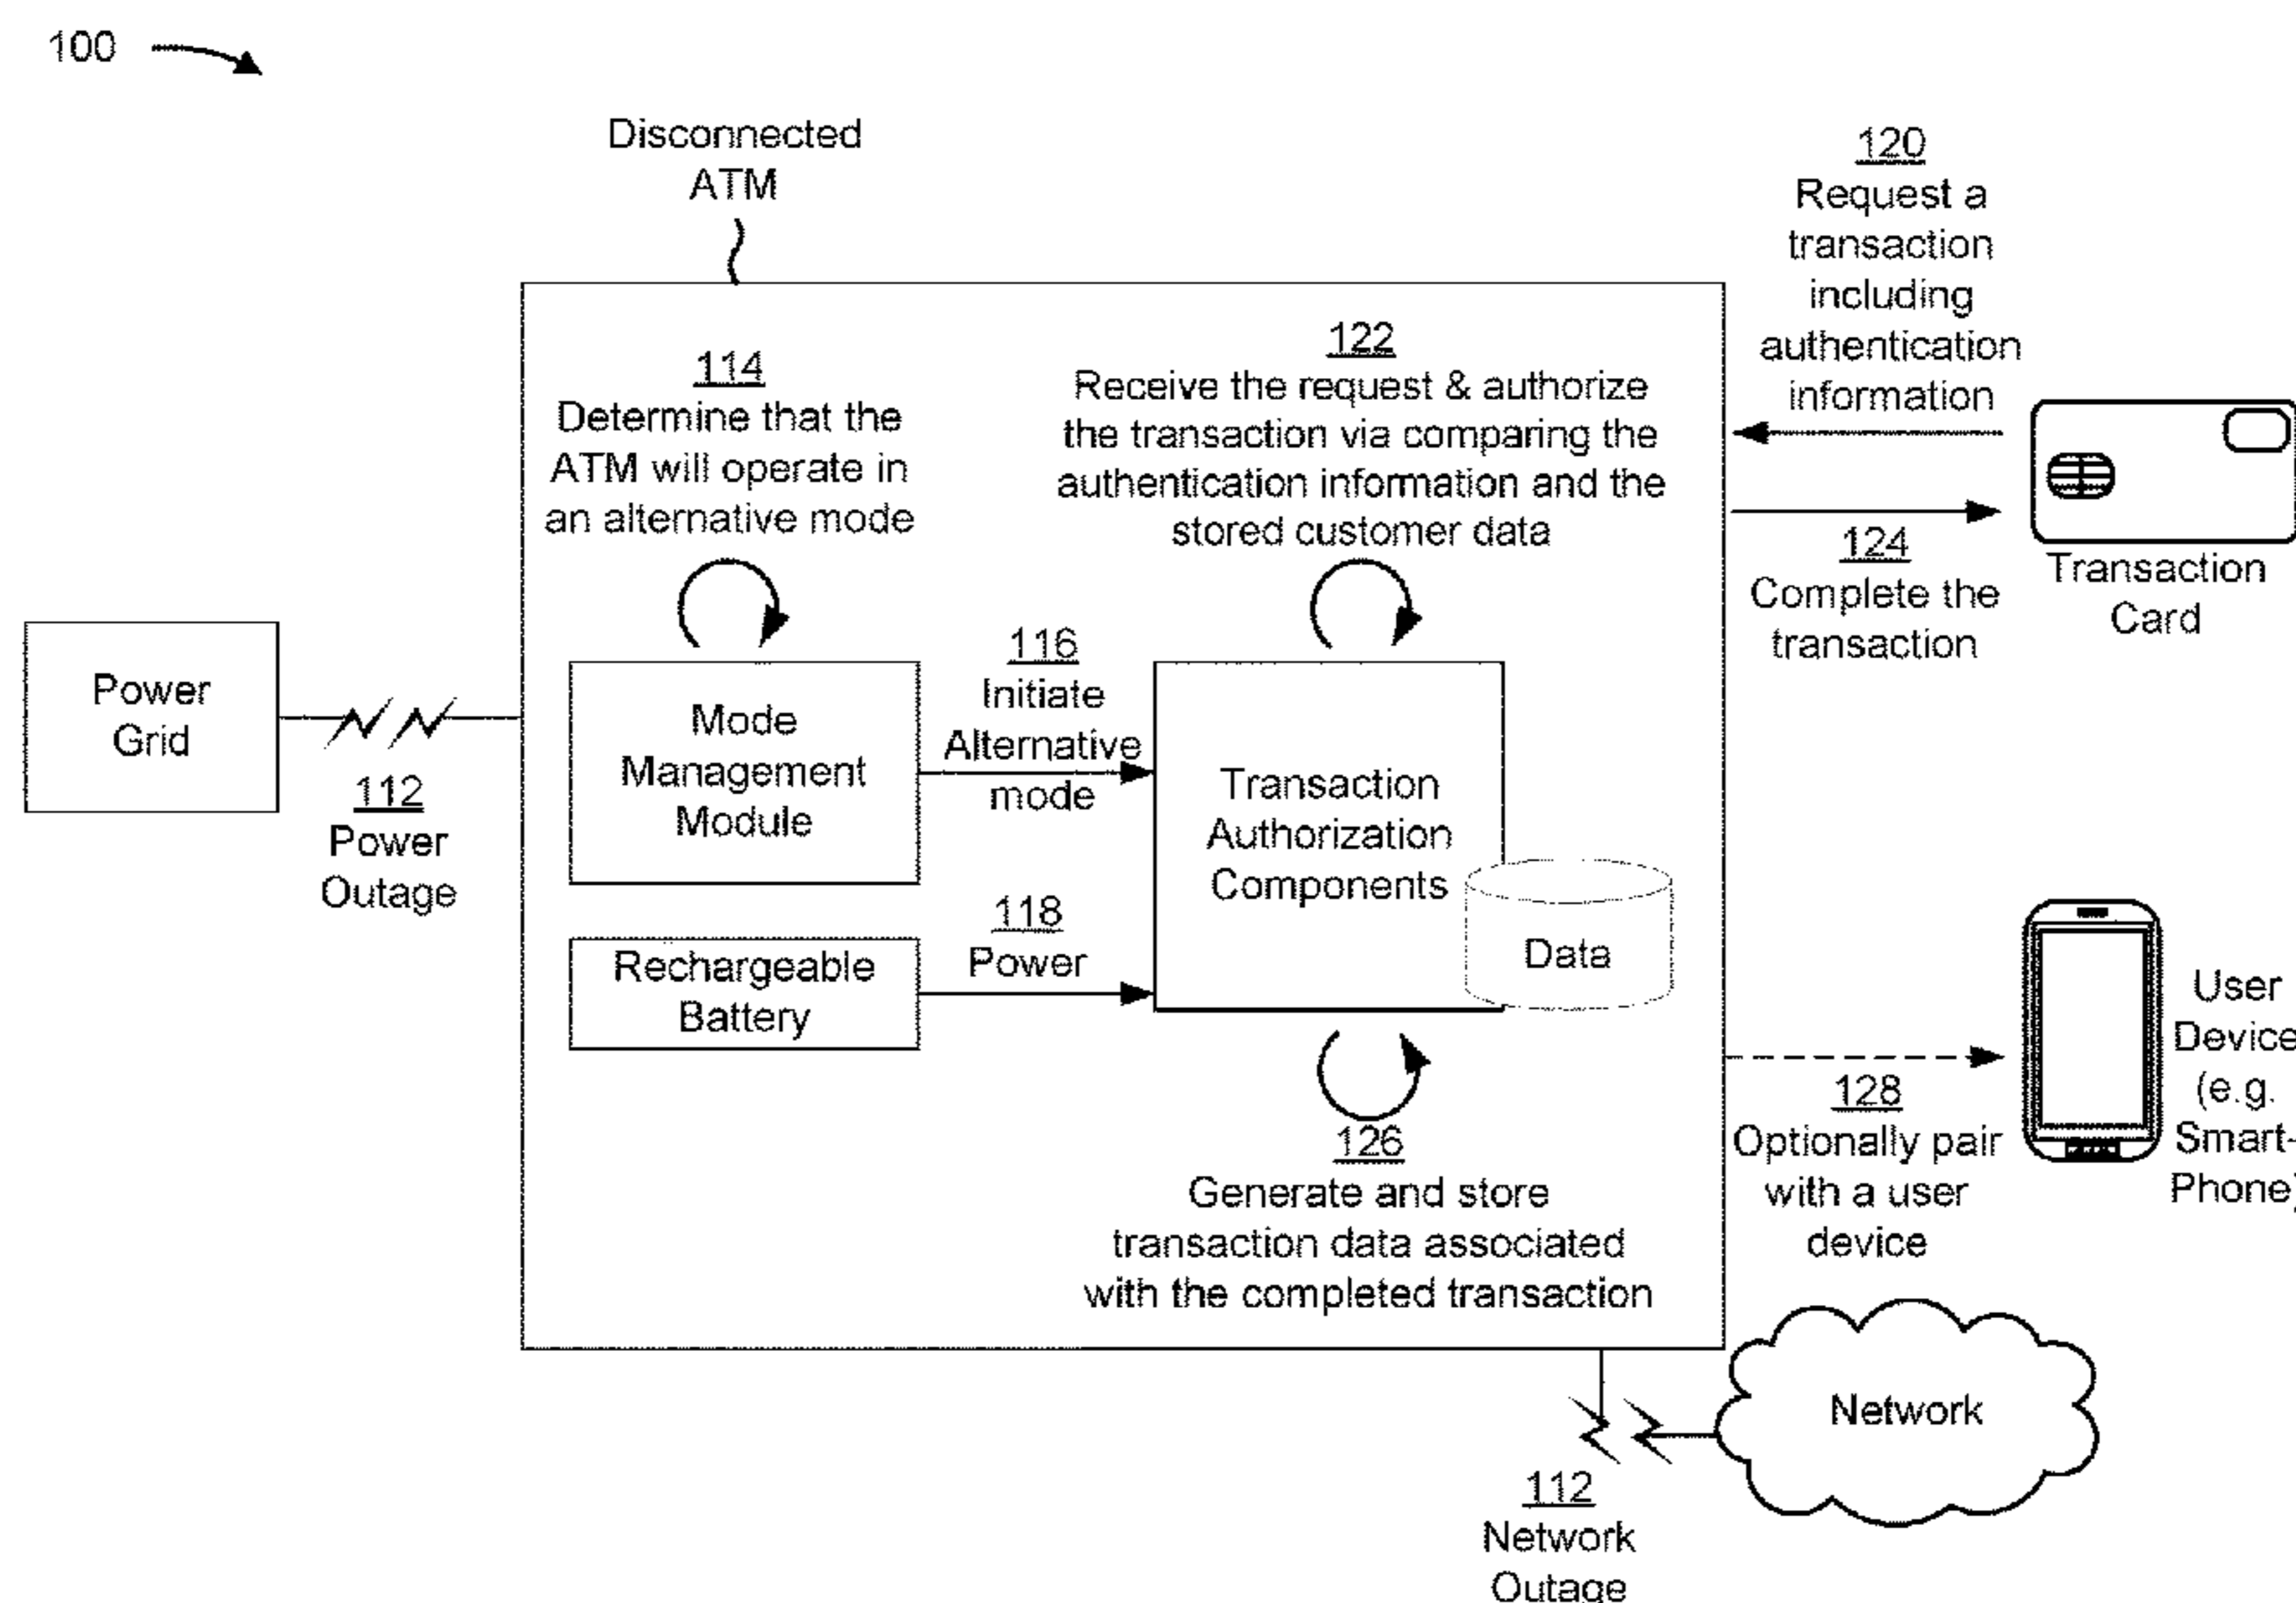 100
Disconnected
ATM
120
Request a
transaction
including
authentication
information
114
Determine that the
ATM will operate in
an alternative mode
122
Receive the request & authorize
the transaction via comparing the
authentication information and the
stored customer data
124
Complete the
transaction
Transaction
Card
Power
Grid
112
Power
Outage
Mode
Management
Module
116
Initiate
Alternative
mode
Transaction
Authorization
Components
Data
Rechargeable
Battery
118
Power
126
Generate and store
transaction data associated
with the completed transaction
128
Optionally pair
with a user
device
User
Device
(e.g.
Smart-
Phone)
Network
112
Network
Outage